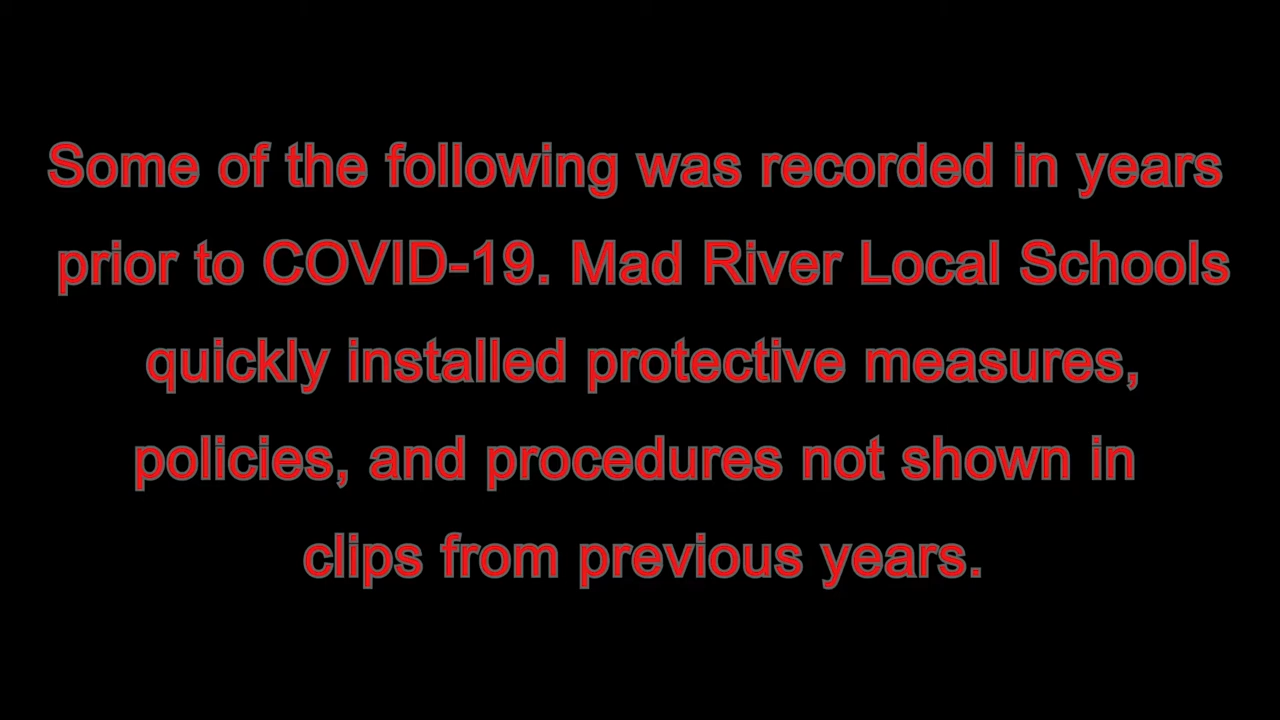 Some of the following was recorded in years
prior to COVID-19. Mad River Local Schools
quickly installed protective measures,
policies, and procedures not shown in
clips from previous years.